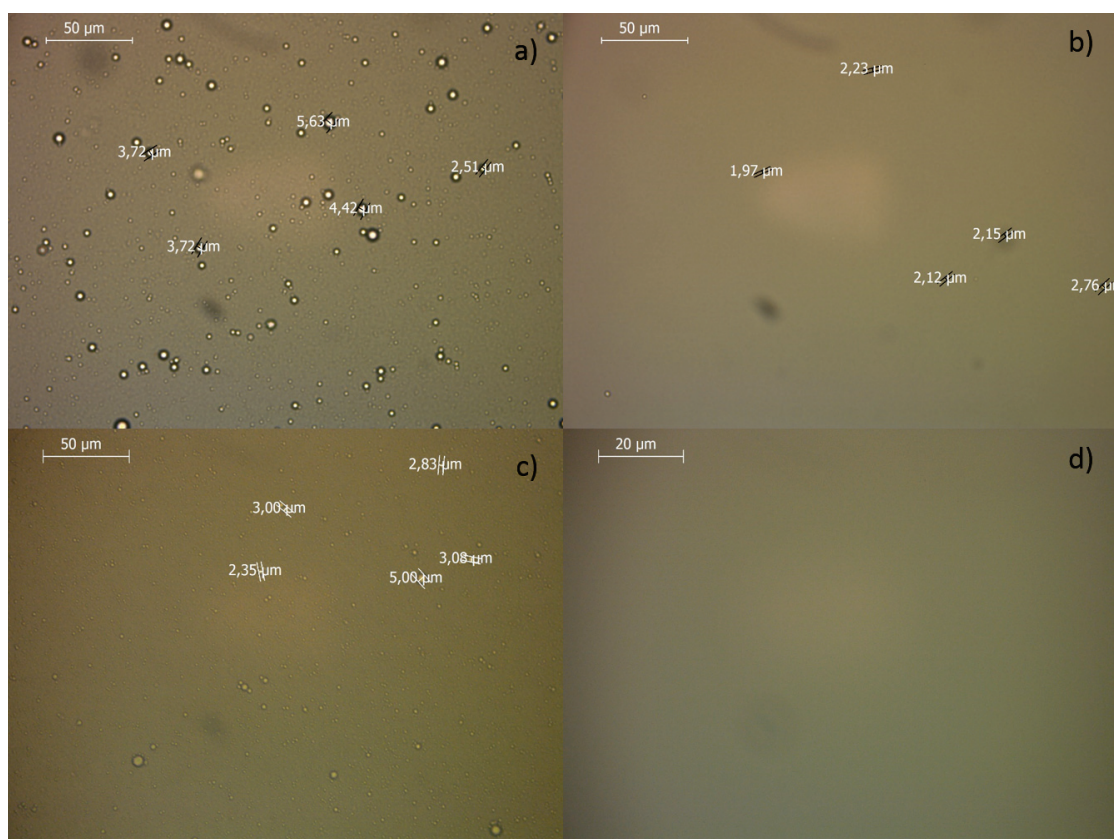 50 µm
a)
5,63 µm
3,72 µm
2,51 µm
4,42 µm
3,72 µm
50 µm
b)
2,23 µm
1,97 µm
2,15 µm
2,12 µm
2,76 µm
50 µm
c)
2,83 µm
3,00 µm
3,08 µm
2,35 µm
5,00 µm
20 µm
d)